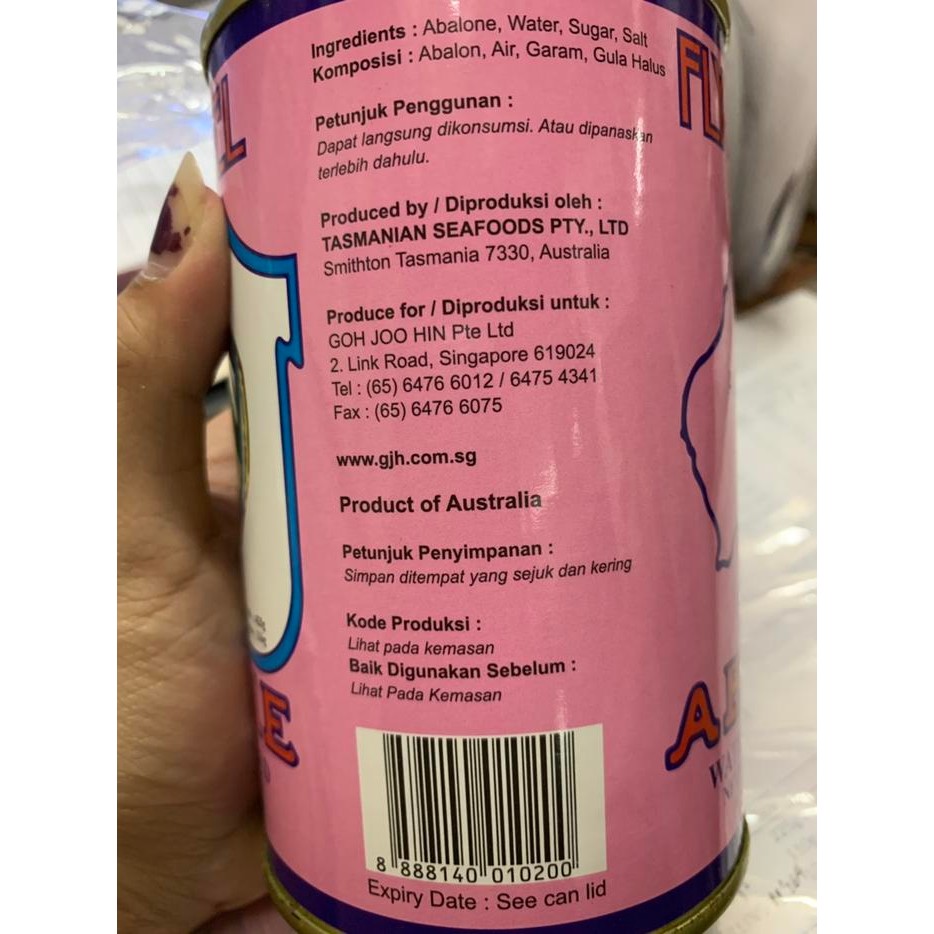 Ingredients : Abalone, Water, Sugar, Salt
Komposisi : Abalon, Air, Garam, Gula Halus
Petunjuk Penggunan :
Dapat langsung dikonsumsi. Atau dipanaskan
terlebih dahulu.
Produced by / Diproduksi oleh :
TASMANIAN SEAFOODS PTY., LTD
Smithton Tasmania 7330, Australia
Produce for / Diproduksi untuk :
GOH JOO HIN Pte Ltd
2. Link Road, Singapore 619024
Tel : (65) 6476 6012 / 6475 4341
Fax : (65) 6476 6075
www.gjh.com.sg
Product of Australia
Petunjuk Penyimpanan :
Simpan ditempat yang sejuk dan kering
Kode Produksi :
Lihat pada kemasan
Baik Digunakan Sebelum :
Lihat Pada Kemasan
8 888140 010200
Expiry Date : See can lid